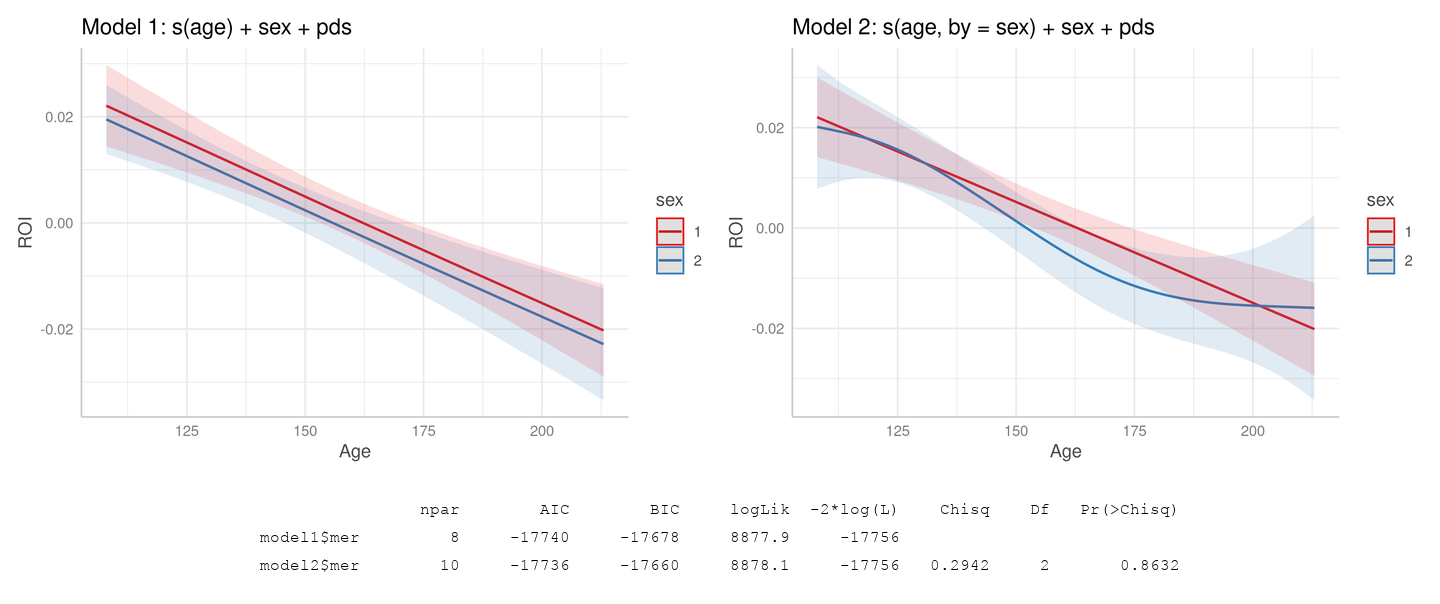 Model 1: s(age) + sex + pds
0.02
0.00
-0.02
ROI
125 150 175 200
Age
sex
1
2
Model 2: s(age, by = sex) + sex + pds
0.02
0.00
-0.02
ROI
125 150 175 200
Age
sex
1
2
npar AIC BIC logLik -2*log(L) Chisq Df Pr(>Chisq)
model1$mer 8 -17740 -17678 8877.9 -17756
model2$mer 10 -17736 -17660 8878.1 -17756 0.2942 2 0.8632